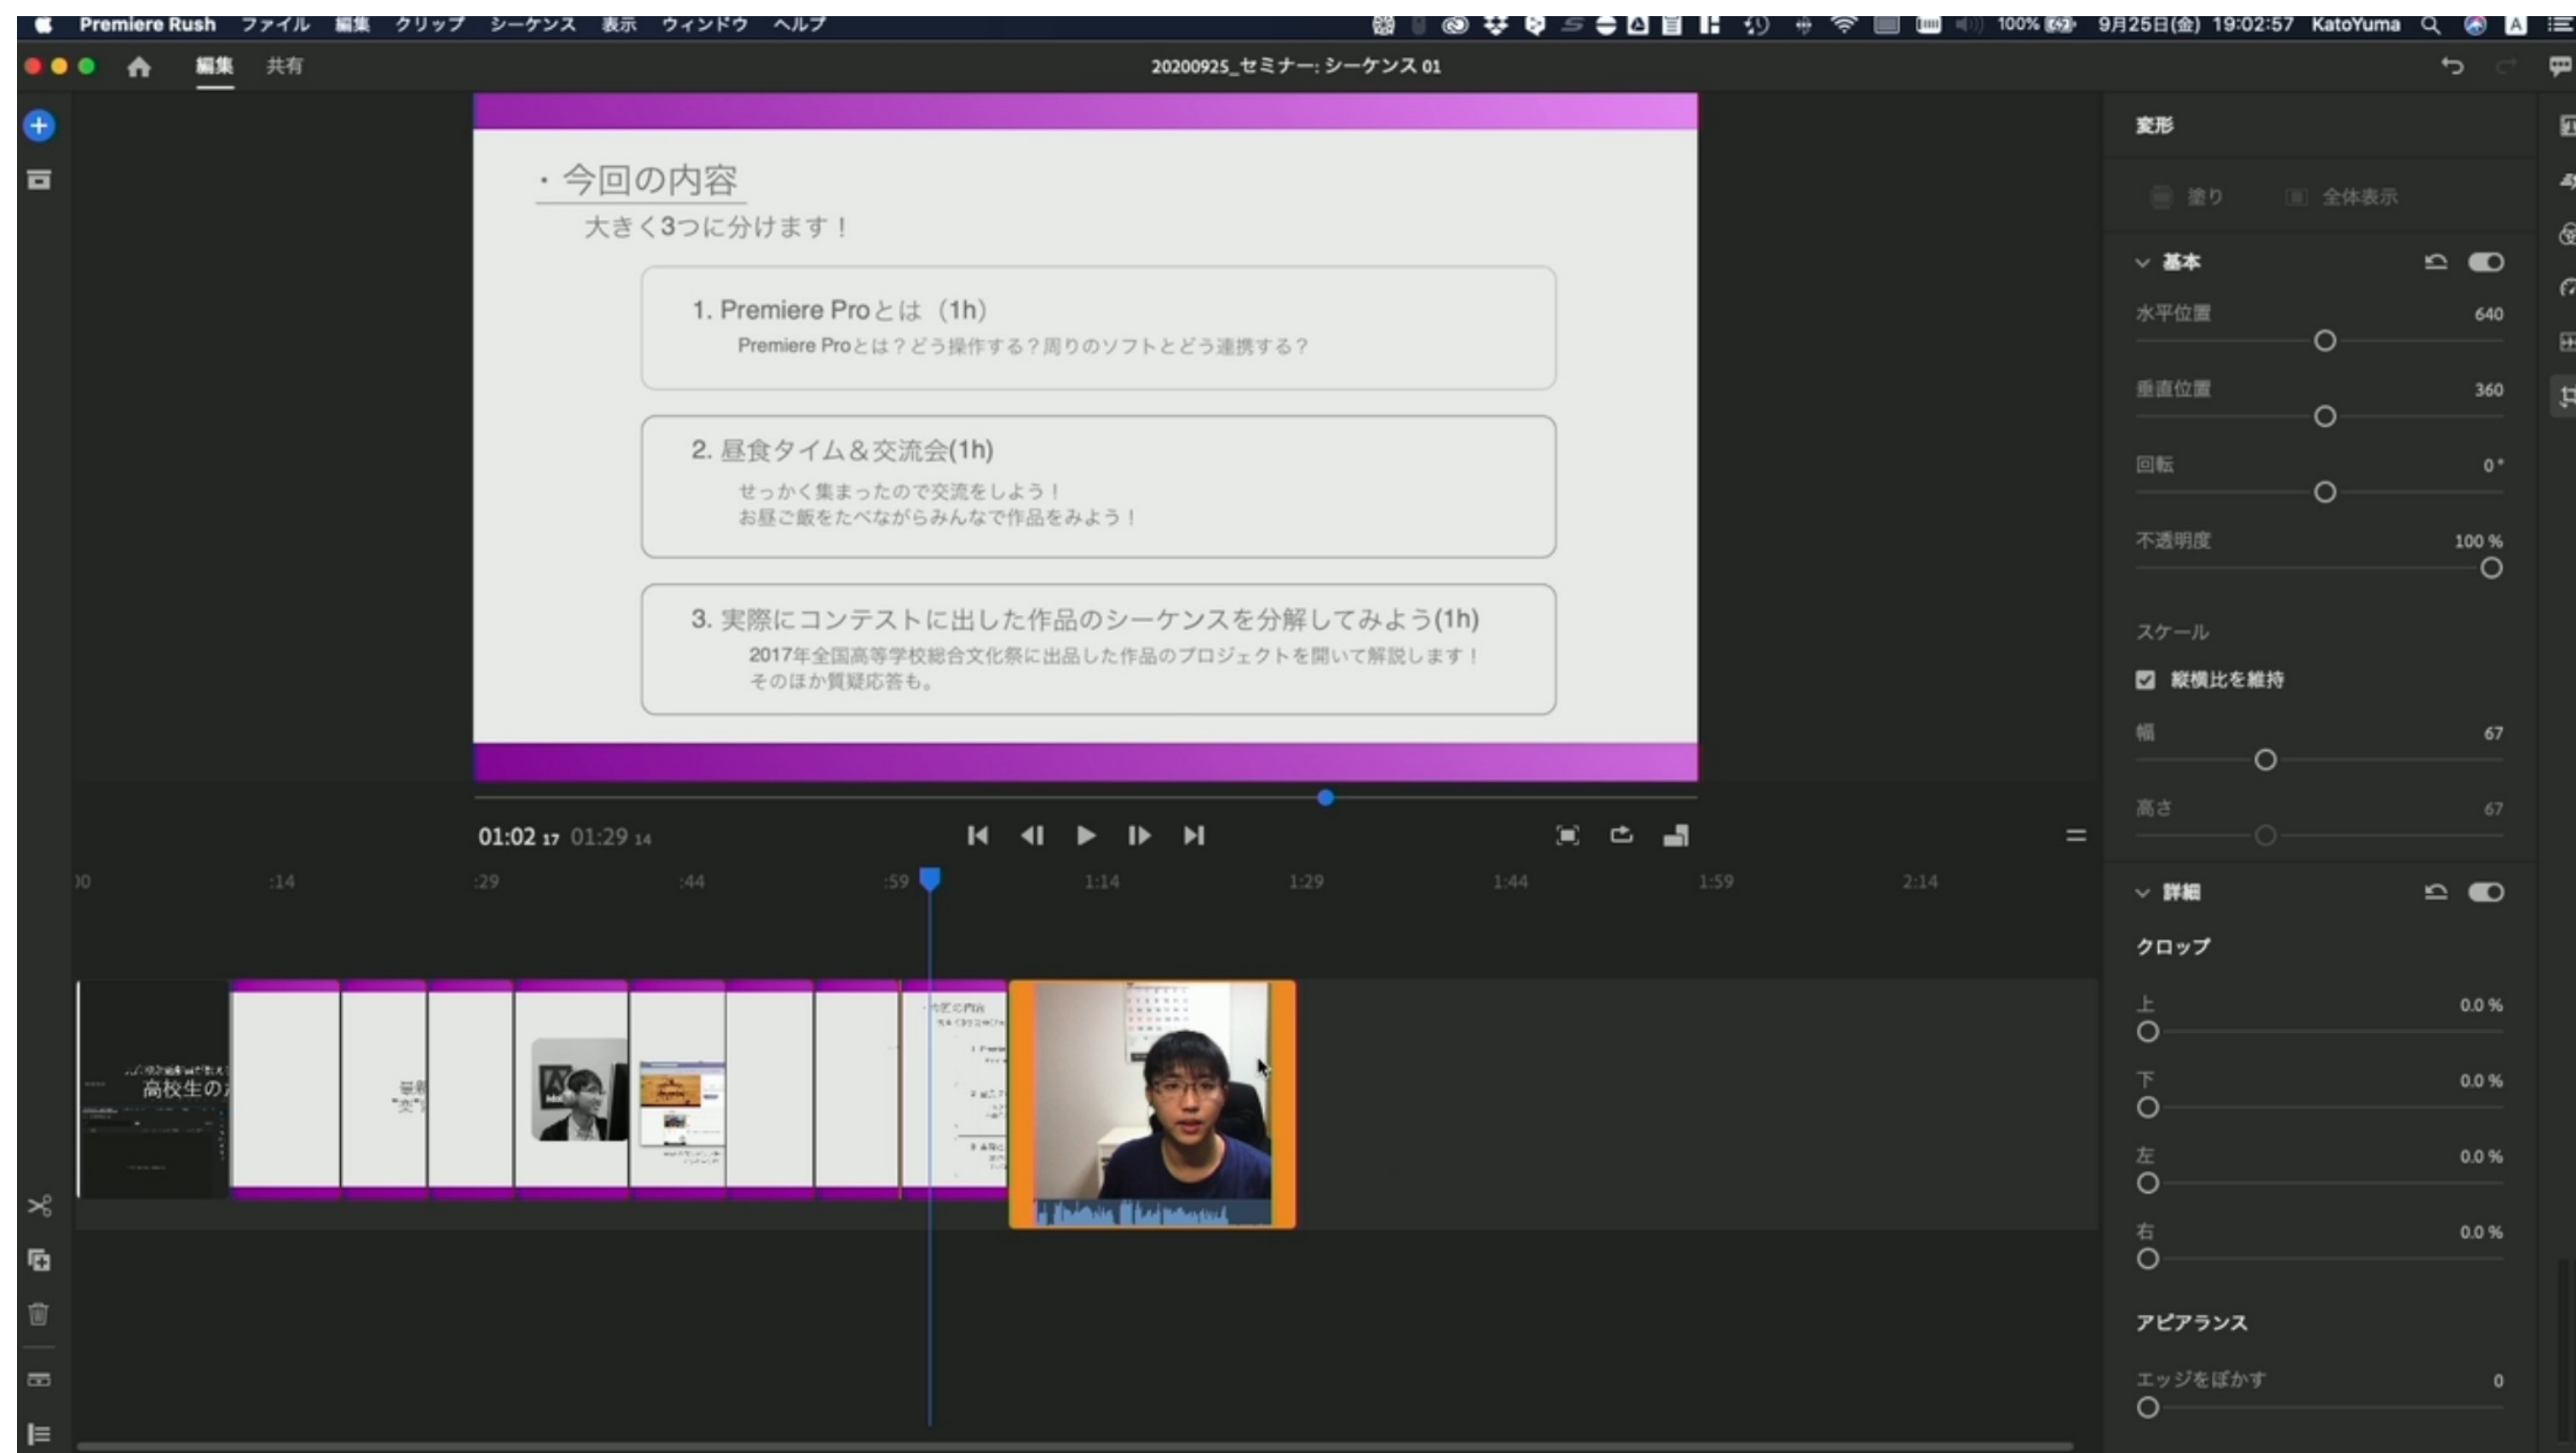 Premiere Rush ファイル 編集 クリップ シーケンス 表示 ウィンドウ ヘルプ 100% 9月25日(金) 19:02:57 KatoYuma A
編集 共有 20200925_セミナー: シーケンス 01
・今回の内容
大きく3つに分けます！
1. Premiere Proとは（1h）
Premiere Proとは？どう操作する？周りのソフトとどう連携する？
2. 昼食タイム＆交流会(1h)
せっかく集まったので交流をしよう！
お昼ご飯をたべながらみんなで作品をみよう！
3. 実際にコンテストに出した作品のシーケンスを分解してみよう(1h)
2017年全国高等学校総合文化祭に出品した作品のプロジェクトを開いて解説します！
そのほか質疑応答も。
01:02 17 01:29 14
00 :14 :29 :44 :59 1:14 1:29 1:44 1:59 2:14
高校生の
・今回の内容
変形
塗り 全体表示
基本
水平位置 640
垂直位置 360
回転 0°
不透明度 100 %
スケール
縦横比を維持
幅 67
高さ 67
詳細
クロップ
上 0.0 %
下 0.0 %
左 0.0 %
右 0.0 %
アピアランス
エッジをぼかす 0